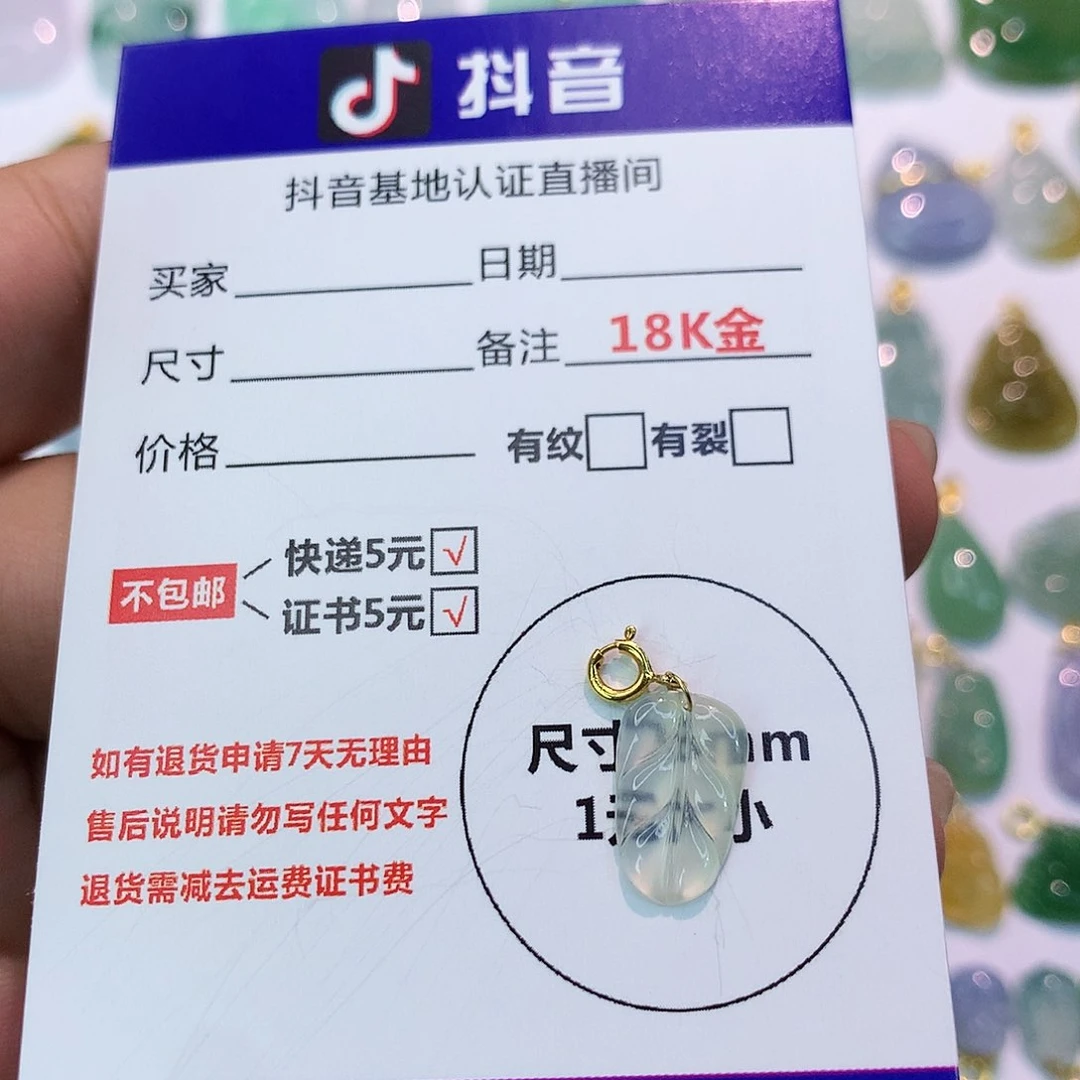 抖音
抖音基地认证直播间
买家 日期
尺寸 备注 18K金
价格 有纹 有裂
不包邮
快递5元 √
证书5元 √
如有退货申请7天无理由
售后说明请勿写任何文字
退货需减去运费证书费
尺寸 mm
1元 小